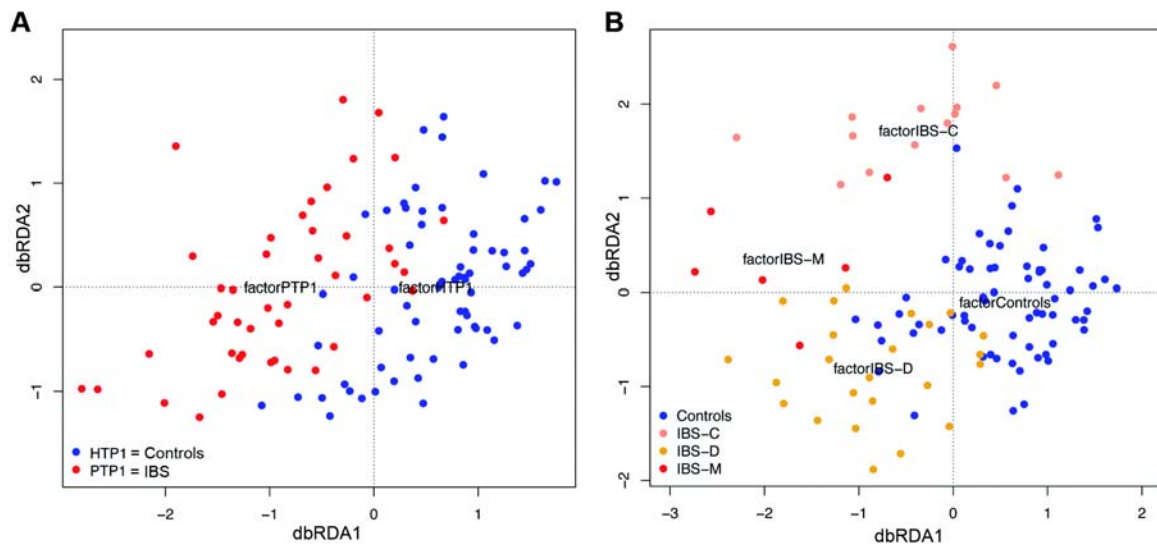 A
dbRDA2
2
1
0
−1
factorPTP1
factorHTP1
HTP1 = Controls
PTP1 = IBS
−2
−1
0
1
dbRDA1
B
dbRDA2
2
1
0
−1
−2
factorIBS−C
factorIBS−M
factorControls
factorIBS−D
Controls
IBS−C
IBS−D
IBS−M
−3
−2
−1
0
1
2
dbRDA1